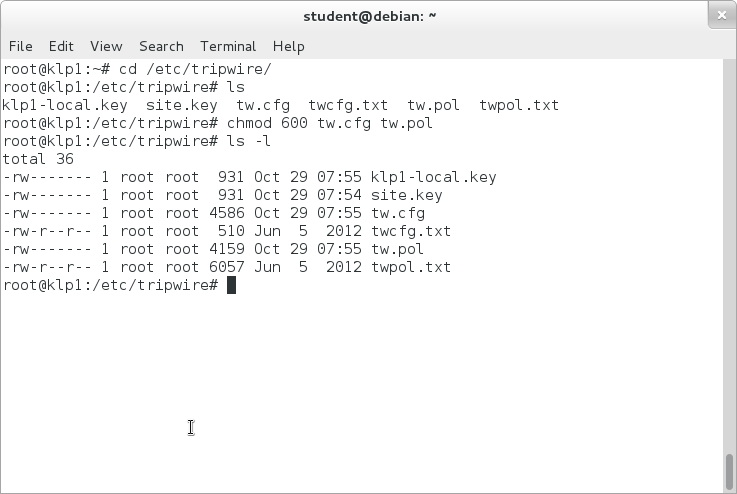 student@debian: ~
File Edit View Search Terminal Help
root@klp1:~# cd /etc/tripwire/
root@klp1:/etc/tripwire# ls
klp1-local.key  site.key  tw.cfg  twcfg.txt  tw.pol  twpol.txt
root@klp1:/etc/tripwire# chmod 600 tw.cfg tw.pol
root@klp1:/etc/tripwire# ls -l
total 36
-rw------- 1 root root  931 Oct 29 07:55 klp1-local.key
-rw------- 1 root root  931 Oct 29 07:54 site.key
-rw------- 1 root root 4586 Oct 29 07:55 tw.cfg
-rw-r--r-- 1 root root  510 Jun  5  2012 twcfg.txt
-rw------- 1 root root 4159 Oct 29 07:55 tw.pol
-rw-r--r-- 1 root root 6057 Jun  5  2012 twpol.txt
root@klp1:/etc/tripwire#